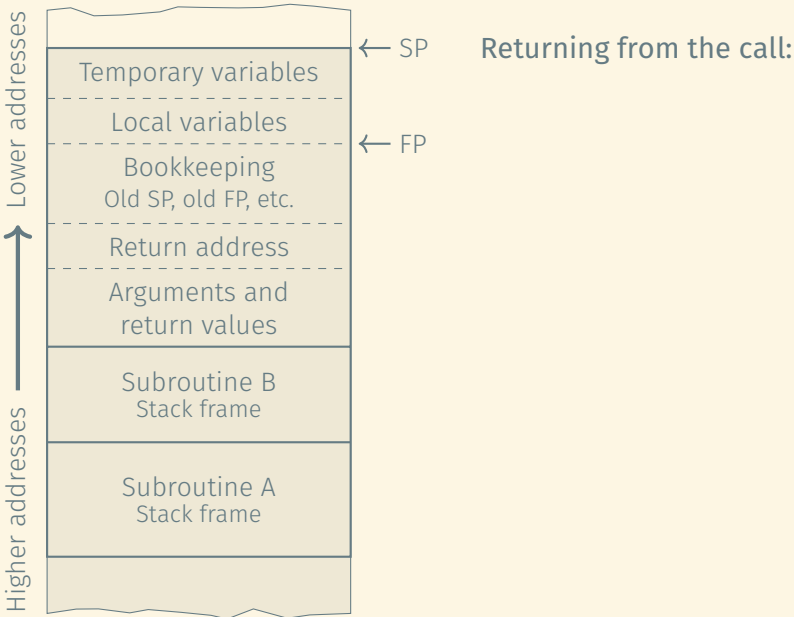 Lower addresses
Higher addresses
Temporary variables
Local variables
Bookkeeping
Old SP, old FP, etc.
Return address
Arguments and
return values
Subroutine B
Stack frame
Subroutine A
Stack frame
SP
FP
Returning from the call: